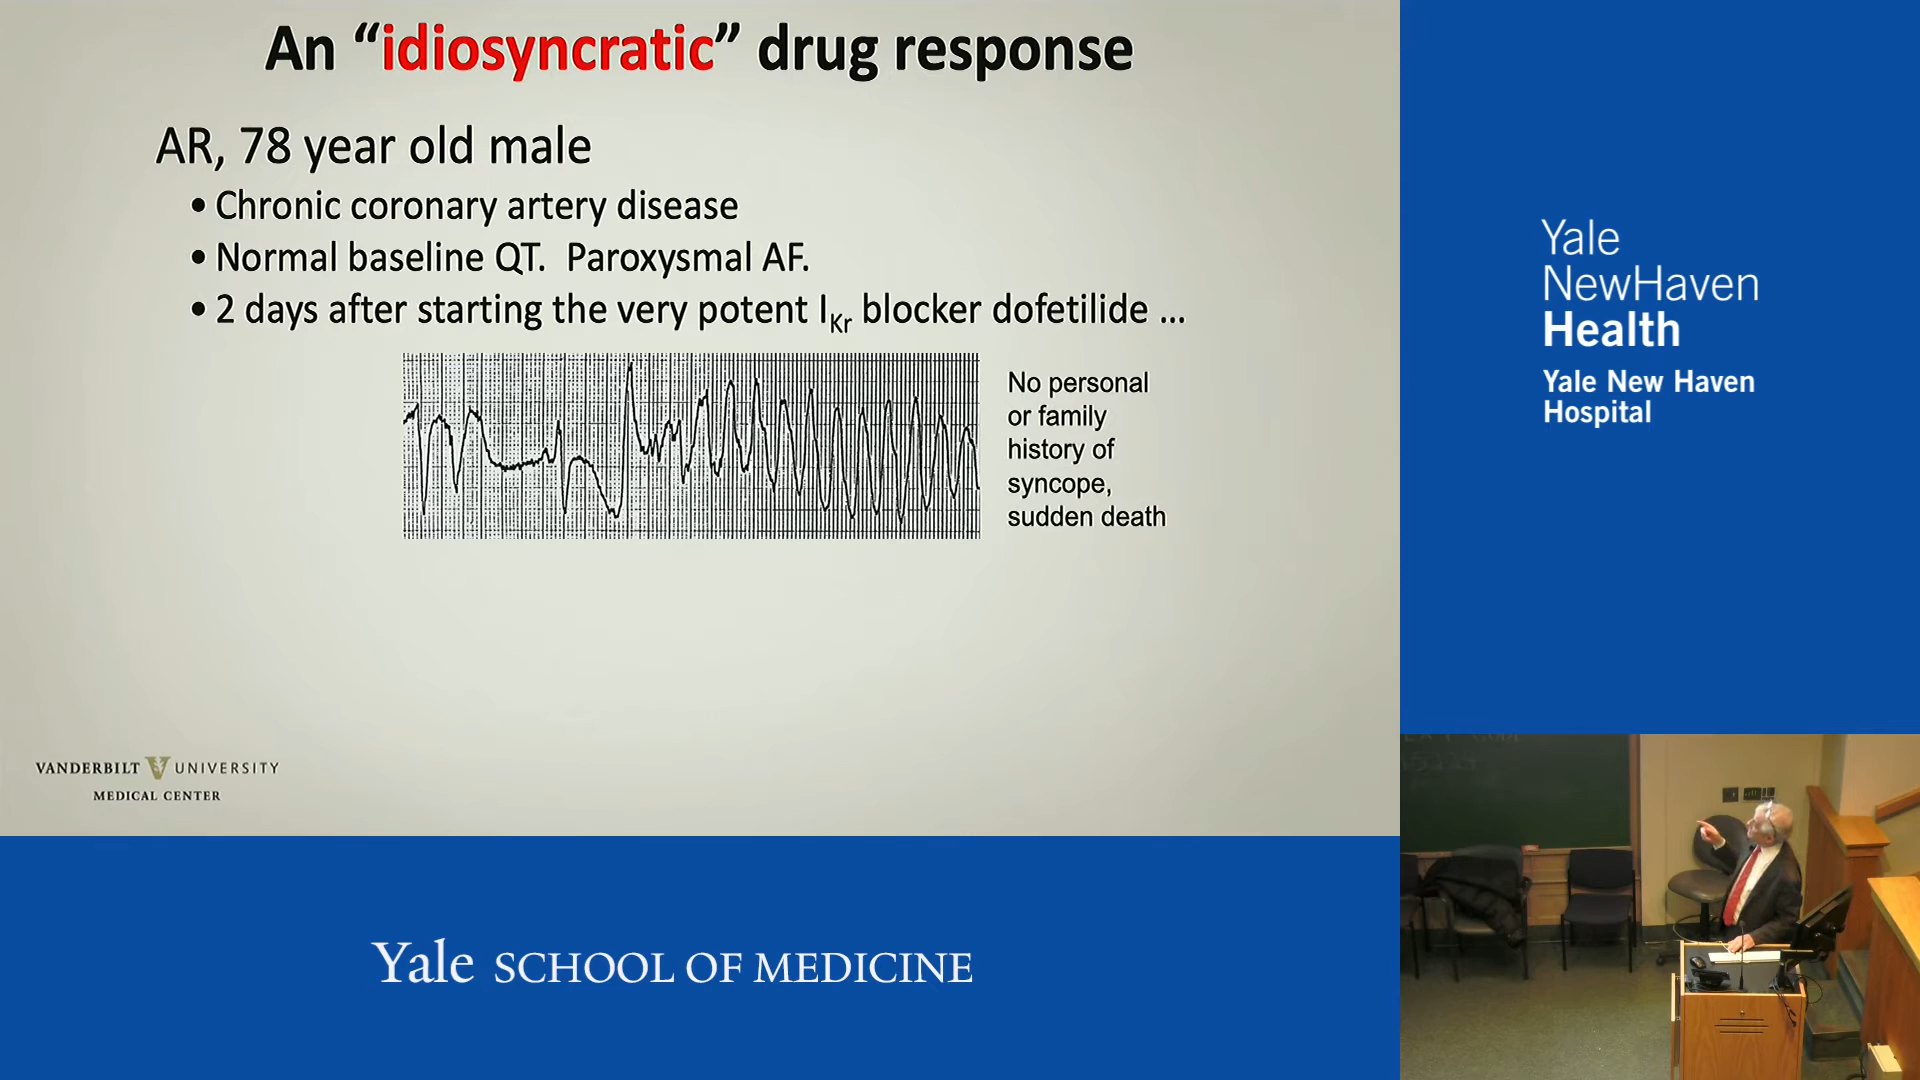 An “idiosyncratic” drug response
AR, 78 year old male
• Chronic coronary artery disease
• Normal baseline QT.  Paroxysmal AF.
• 2 days after starting the very potent IKr blocker dofetilide ...
No personal
or family
history of
syncope,
sudden death
VANDERBILT V UNIVERSITY
MEDICAL CENTER
Yale
NewHaven
Health
Yale New Haven
Hospital
Yale SCHOOL OF MEDICINE